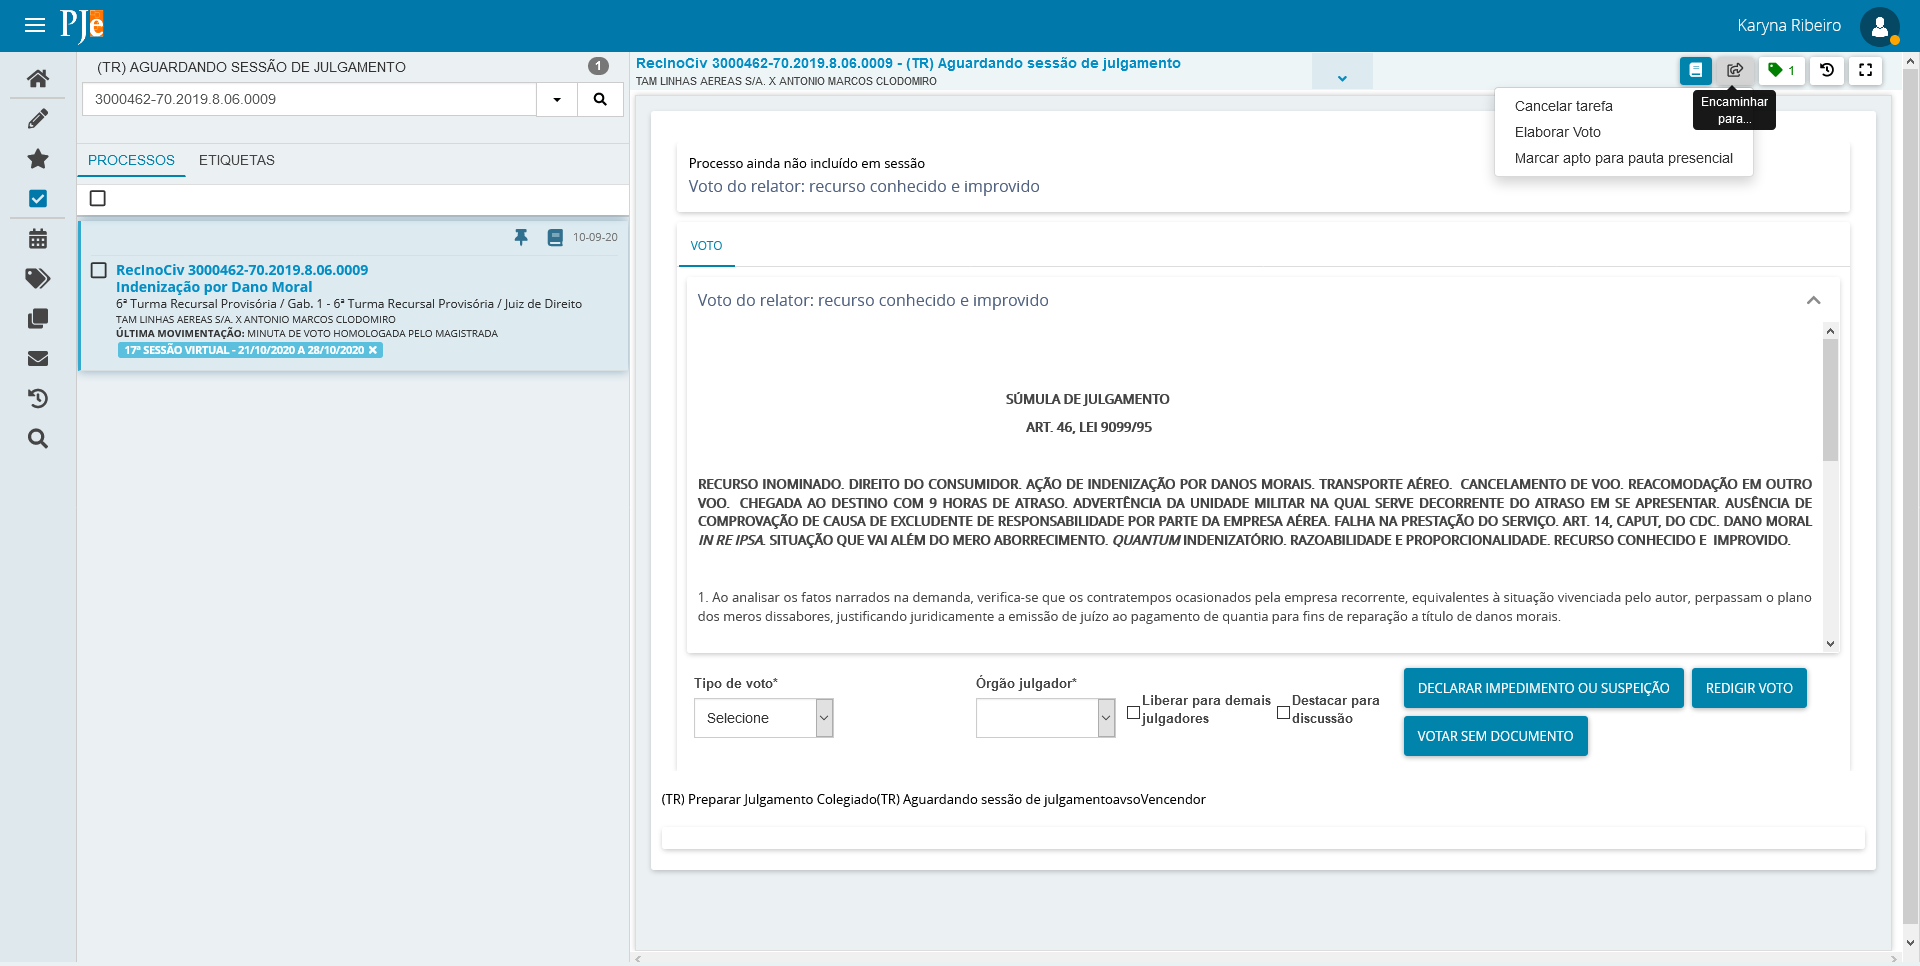 PJe
Karyna Ribeiro
(TR) AGUARDANDO SESSÃO DE JULGAMENTO
1
3000462-70.2019.8.06.0009
PROCESSOS
ETIQUETAS
10-09-20
RecInoCiv 3000462-70.2019.8.06.0009
Indenização por Dano Moral
6ª Turma Recursal Provisória / Gab. 1 - 6ª Turma Recursal Provisória / Juiz de Direito
TAM LINHAS AEREAS S/A. X ANTONIO MARCOS CLODOMIRO
ÚLTIMA MOVIMENTAÇÃO: MINUTA DE VOTO HOMOLOGADA PELO MAGISTRADA
17ª SESSÃO VIRTUAL - 21/10/2020 A 28/10/2020
RecInoCiv 3000462-70.2019.8.06.0009 - (TR) Aguardando sessão de julgamento
TAM LINHAS AEREAS S/A. X ANTONIO MARCOS CLODOMIRO
1
Encaminhar
para...
Cancelar tarefa
Elaborar Voto
Marcar apto para pauta presencial
Processo ainda não incluído em sessão
Voto do relator: recurso conhecido e improvido
VOTO
Voto do relator: recurso conhecido e improvido
SÚMULA DE JULGAMENTO
ART. 46, LEI 9099/95
RECURSO INOMINADO. DIREITO DO CONSUMIDOR. AÇÃO DE INDENIZAÇÃO POR DANOS MORAIS. TRANSPORTE AÉREO.  CANCELAMENTO DE VOO. REACOMODAÇÃO EM OUTRO
VOO.  CHEGADA AO DESTINO COM 9 HORAS DE ATRASO. ADVERTÊNCIA DA UNIDADE MILITAR NA QUAL SERVE DECORRENTE DO ATRASO EM SE APRESENTAR. AUSÊNCIA DE
COMPROVAÇÃO DE CAUSA DE EXCLUDENTE DE RESPONSABILIDADE POR PARTE DA EMPRESA AÉREA. FALHA NA PRESTAÇÃO DO SERVIÇO. ART. 14, CAPUT, DO CDC. DANO MORAL
IN RE IPSA. SITUAÇÃO QUE VAI ALÉM DO MERO ABORRECIMENTO. QUANTUM INDENIZATÓRIO. RAZOABILIDADE E PROPORCIONALIDADE. RECURSO CONHECIDO E  IMPROVIDO.
1. Ao analisar os fatos narrados na demanda, verifica-se que os contratempos ocasionados pela empresa recorrente, equivalentes à situação vivenciada pelo autor, perpassam o plano
dos meros dissabores, justificando juridicamente a emissão de juízo ao pagamento de quantia para fins de reparação a título de danos morais.
Tipo de voto*
Selecione
Órgão julgador*
Liberar para demais
julgadores
Destacar para
discussão
DECLARAR IMPEDIMENTO OU SUSPEIÇÃO
REDIGIR VOTO
VOTAR SEM DOCUMENTO
(TR) Preparar Julgamento Colegiado(TR) Aguardando sessão de julgamentoavsoVencendor